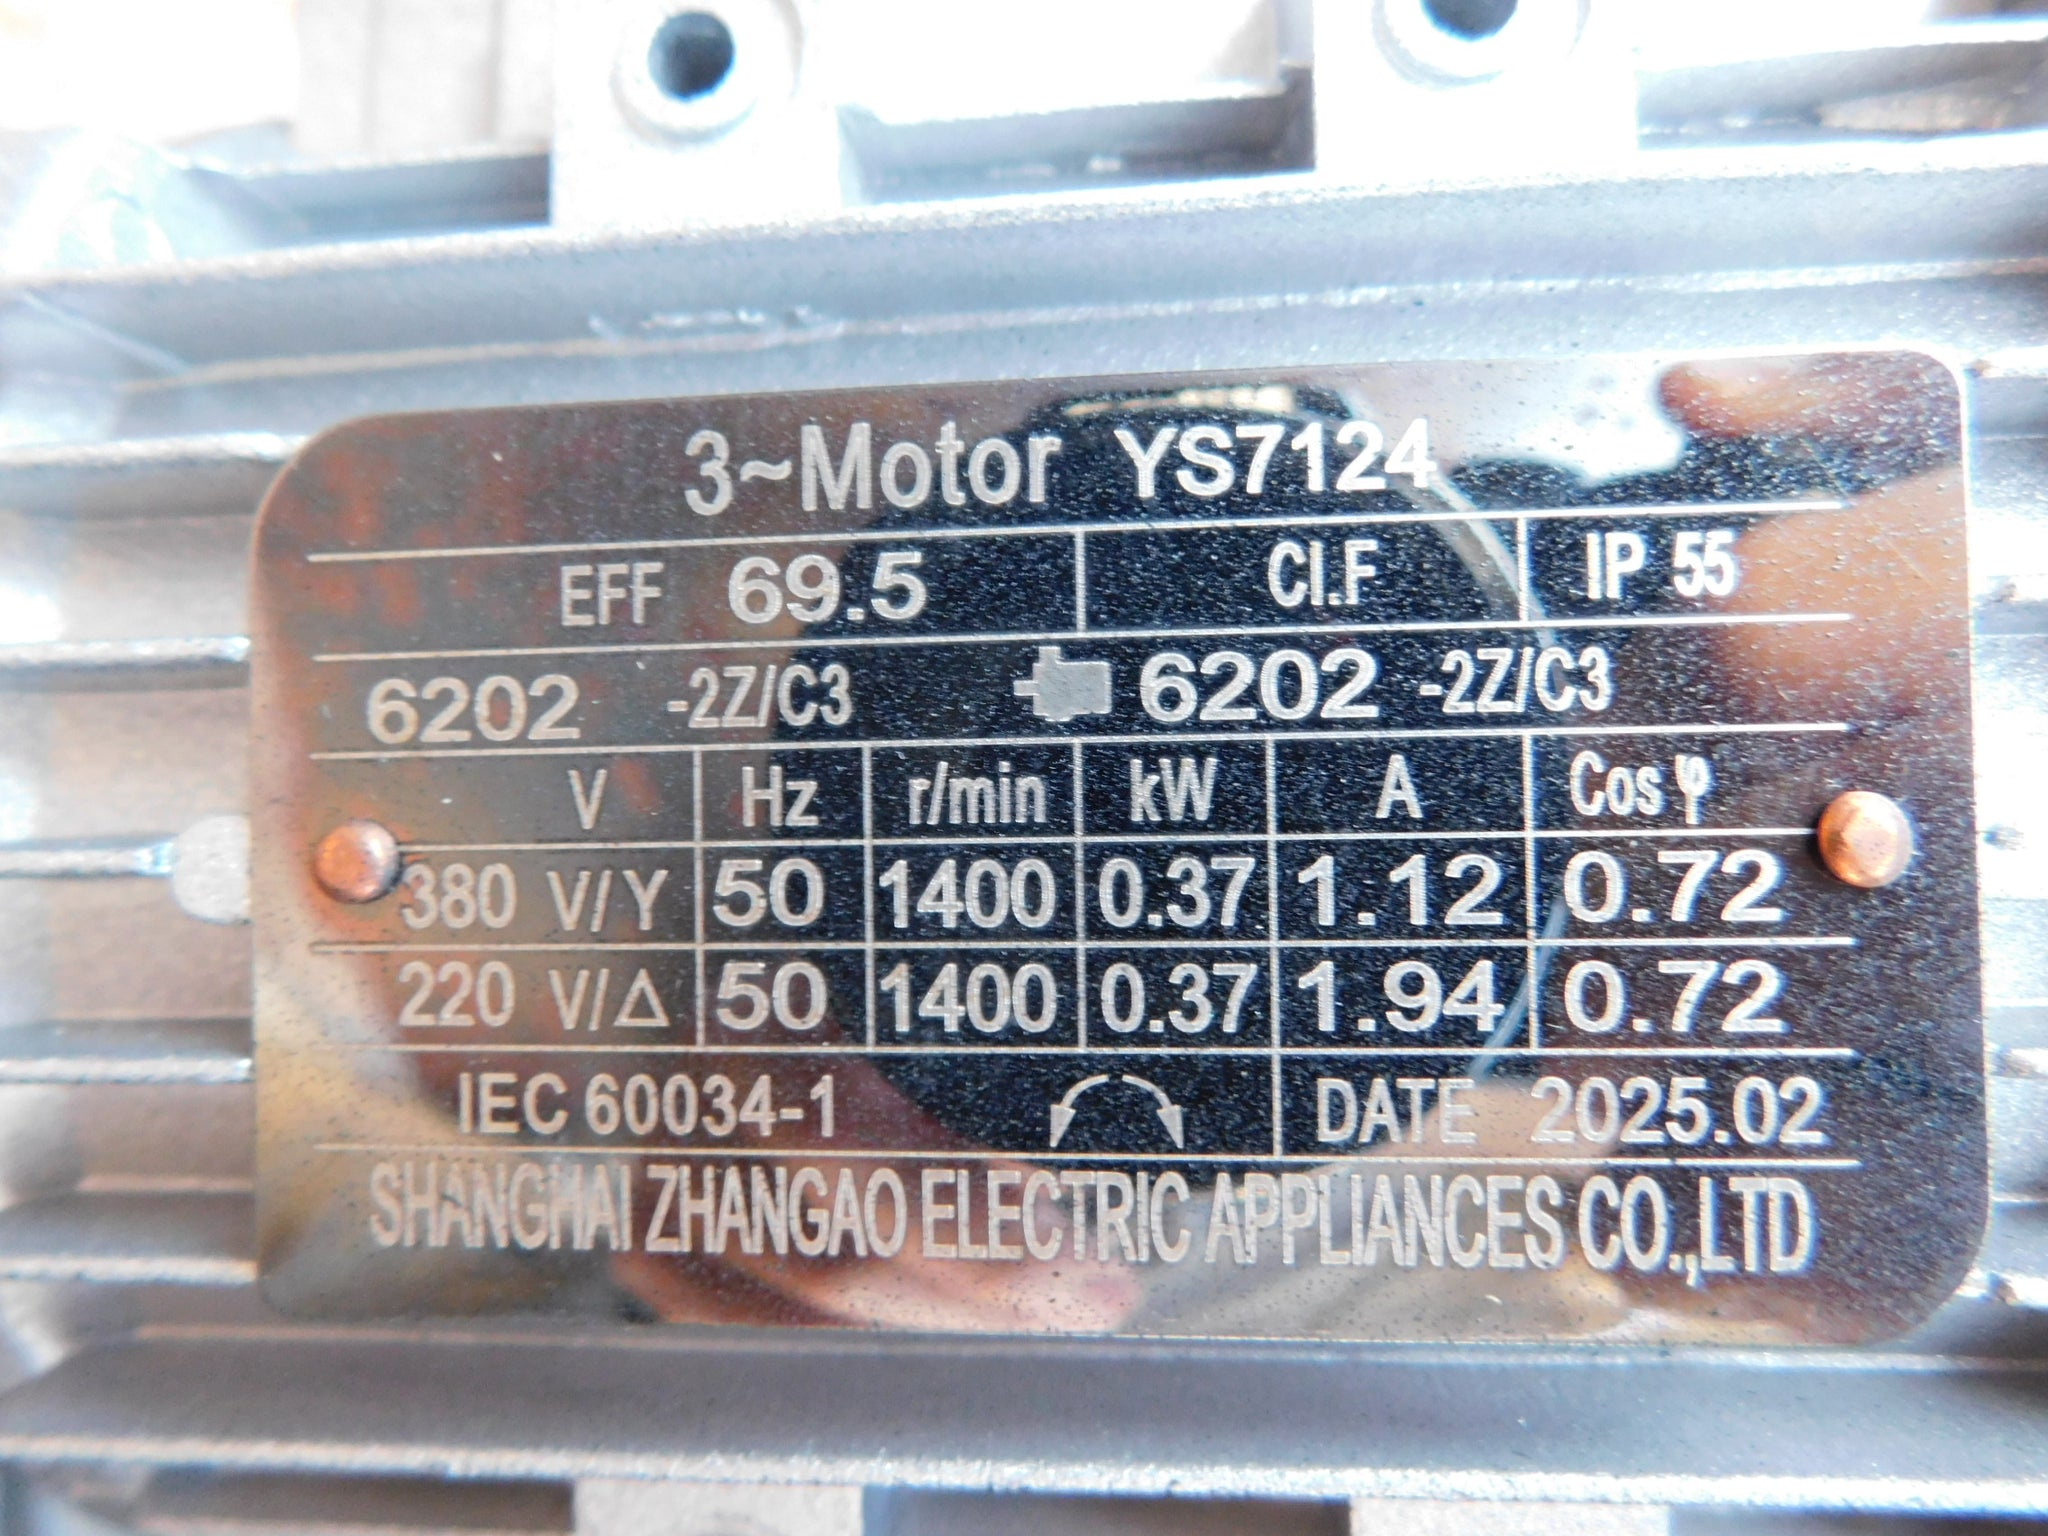 3~Motor YS7124
EFF 69.5 CI.F IP 55
6202 -2Z/C3 6202 -2Z/C3
V Hz r/min kW A Cos φ
380 V/Y 50 1400 0.37 1.12 0.72
220 V/△ 50 1400 0.37 1.94 0.72
IEC 60034-1 DATE 2025.02
SHANGHAI ZHANGAO ELECTRIC APPLIANCES CO.,LTD